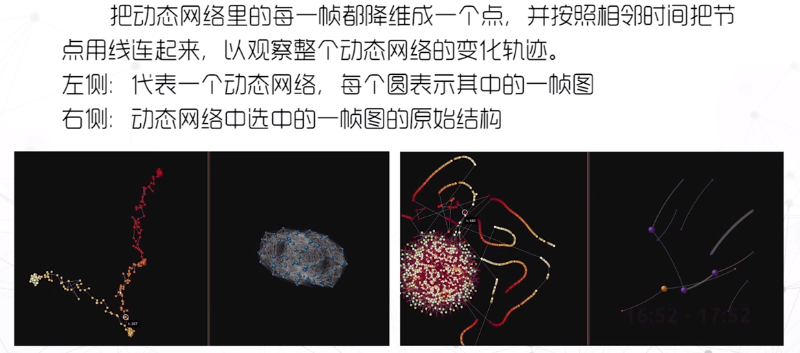 把动态网络里的每一帧都降维成一个点，并按照相邻时间把节
点用线连起来，以观察整个动态网络的变化轨迹。
左侧：代表一个动态网络，每个圆表示其中的一帧图
右侧：动态网络中选中的一帧图的原始结构
16:52 - 17:52